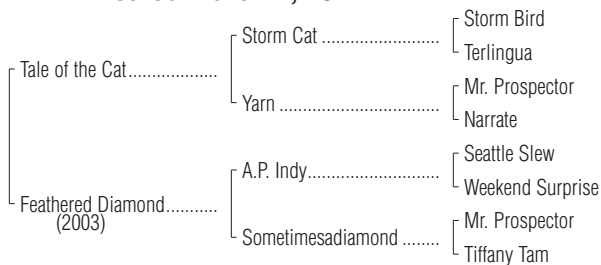 Storm Bird
Storm Cat........................
Terlingua
Tale of the Cat..................
Mr. Prospector
Yarn ................................
Narrate
Seattle Slew
A.P. Indy..........................
Weekend Surprise
Feathered Diamond..........
(2003)
Mr. Prospector
Sometimesadiamond ........
Tiffany Tam